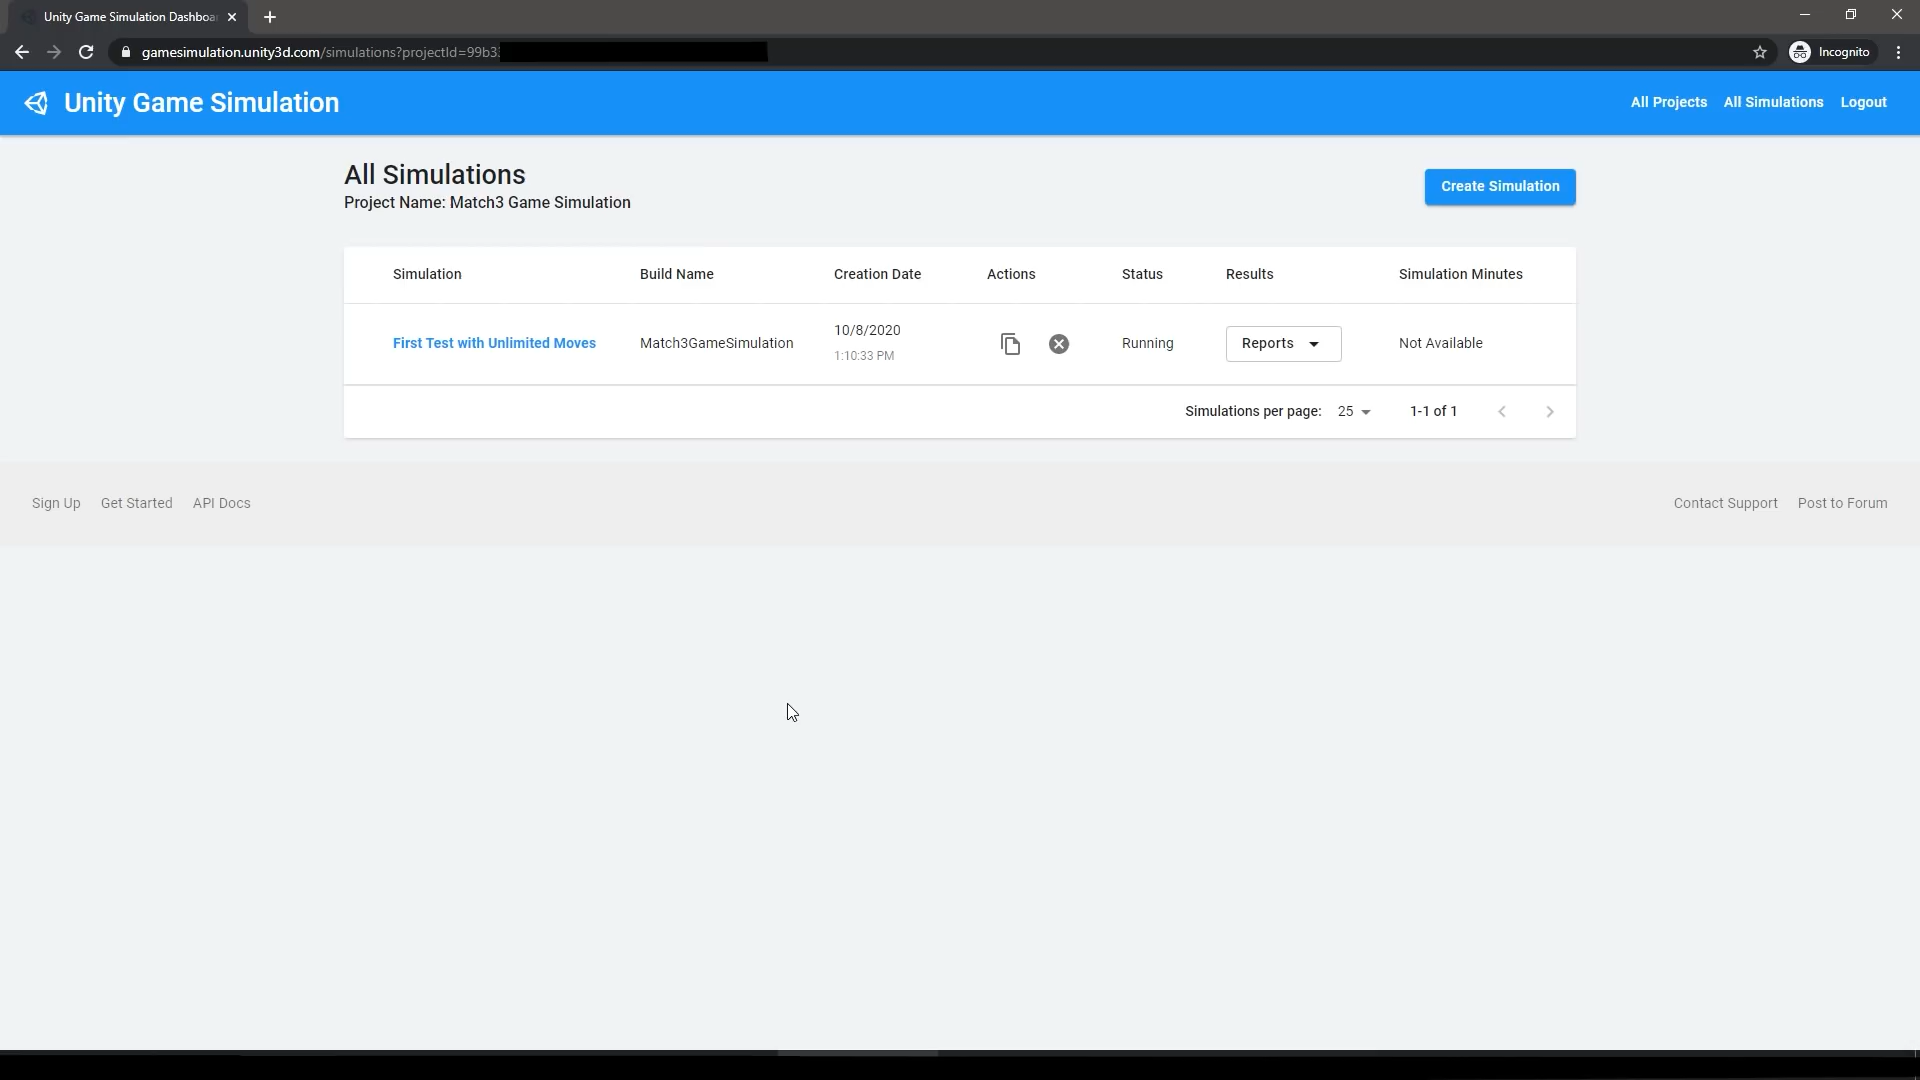 Unity Game Simulation Dashboa
gamesimulation.unity3d.com/simulations?projectId=99b3
Incognito
Unity Game Simulation
All Projects All Simulations Logout
All Simulations
Project Name: Match3 Game Simulation
Create Simulation
Simulation Build Name Creation Date Actions Status Results Simulation Minutes
First Test with Unlimited Moves Match3GameSimulation 10/8/2020 Running Reports Not Available
1:10:33 PM
Simulations per page: 25 1-1 of 1
Sign Up Get Started API Docs Contact Support Post to Forum